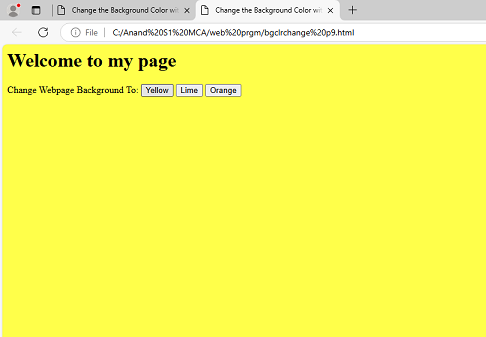 Change the Background Color wi
Change the Background Color wi
File
C:/Anand%20S1%20MCA/web%20prgm/bgclrchange%20p9.html
Welcome to my page
Change Webpage Background To: Yellow Lime Orange